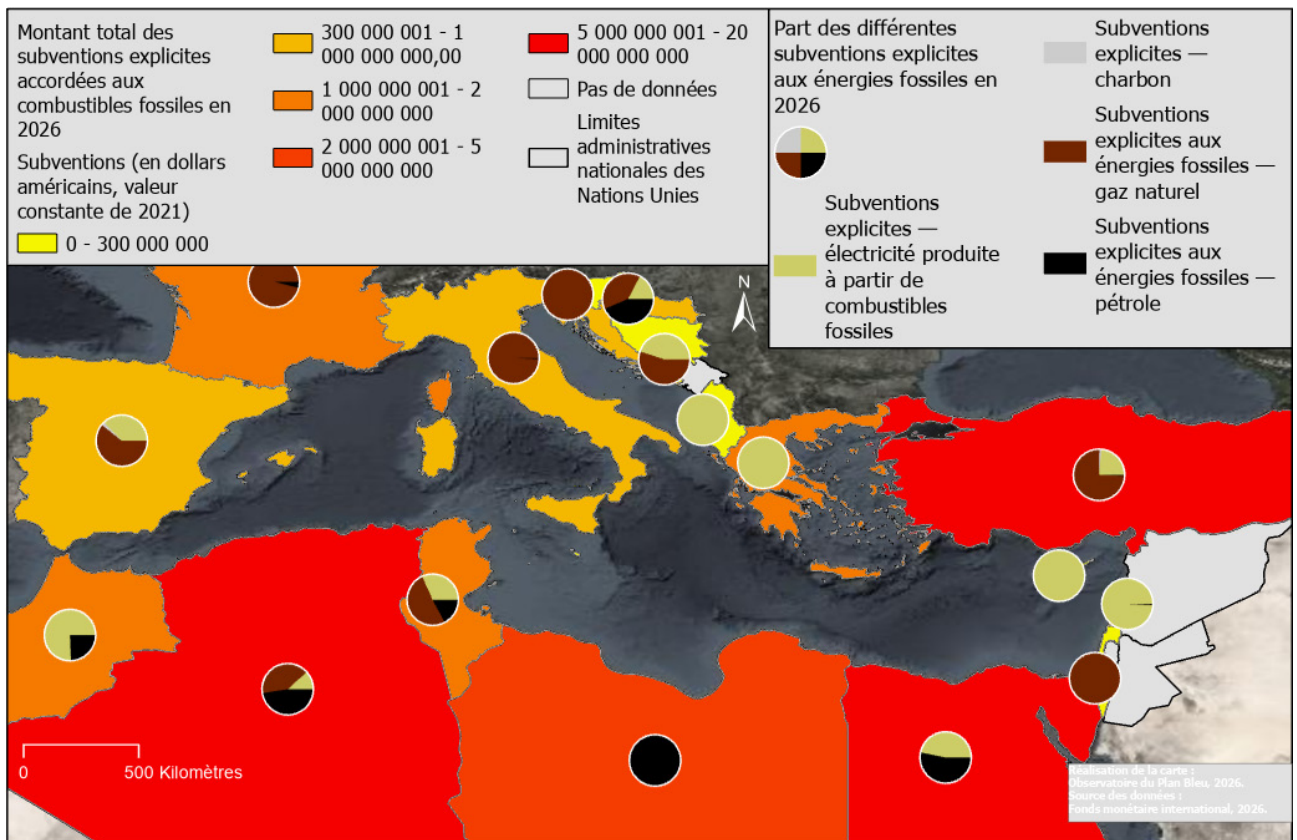 Montant total des
subventions explicites
accordées aux
combustibles fossiles en
2026
Subventions (en dollars
américains, valeur
constante de 2021)
0 - 300 000 000
300 000 001 - 1
000 000 000,00
1 000 000 001 - 2
000 000 000
2 000 000 001 - 5
000 000 000
5 000 000 001 - 20
000 000 000
Pas de données
Limites
administratives
nationales des
Nations Unies
Part des différentes
subventions explicites
aux énergies fossiles en
2026
Subventions
explicites —
électricité produite
à partir de
combustibles
fossiles
Subventions
explicites —
charbon
Subventions
explicites aux
énergies fossiles —
gaz naturel
Subventions
explicites aux
énergies fossiles —
pétrole
N
0 500 Kilomètres
Réalisation de la carte :
Observatoire du Plan Bleu, 2026.
Source des données :
Fonds monétaire international, 2026.